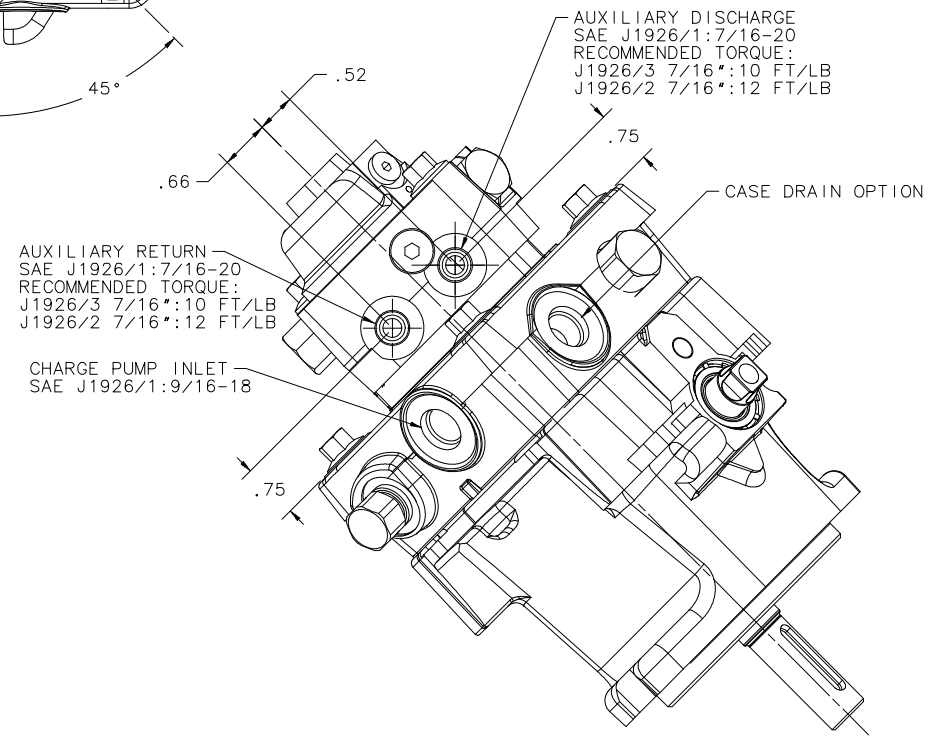 AUXILIARY DISCHARGE
SAE J1926/1:7/16-20
RECOMMENDED TORQUE:
J1926/3 7/16":10 FT/LB
J1926/2 7/16":12 FT/LB
45°
.52
.75
.66
CASE DRAIN OPTION
AUXILIARY RETURN
SAE J1926/1:7/16-20
RECOMMENDED TORQUE:
J1926/3 7/16":10 FT/LB
J1926/2 7/16":12 FT/LB
CHARGE PUMP INLET
SAE J1926/1:9/16-18
.75